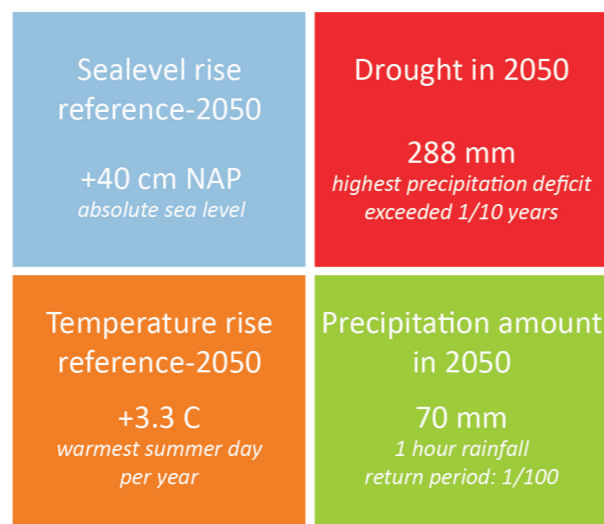 Sealevel rise
reference-2050
+40 cm NAP
absolute sea level
Drought in 2050
288 mm
highest precipitation deficit
exceeded 1/10 years
Temperature rise
reference-2050
+3.3 C
warmest summer day
per year
Precipitation amount
in 2050
70 mm
1 hour rainfall
return period: 1/100